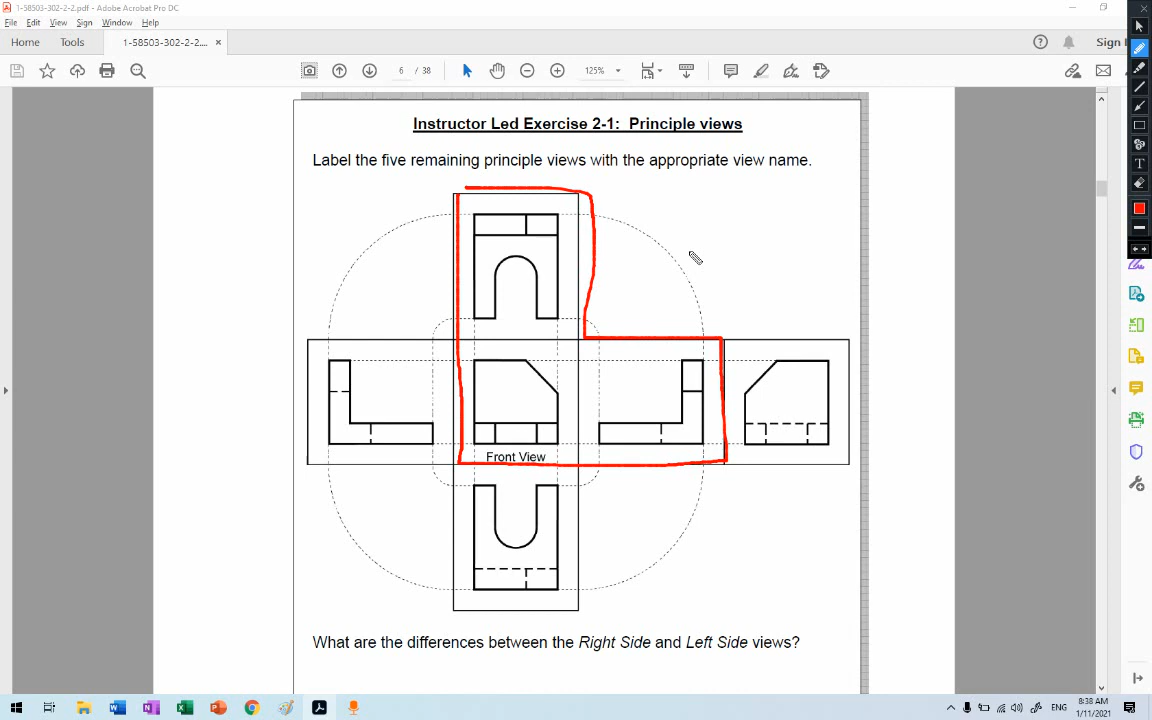 1-58503-302-2-2.pdf - Adobe Acrobat Pro DC
File Edit View Sign Window Help
Home Tools 1-58503-302-2-2.... × Sign
6 / 38 125%
Instructor Led Exercise 2-1: Principle views
Label the five remaining principle views with the appropriate view name.
Front View
What are the differences between the Right Side and Left Side views?
ENG
8:38 AM
1/11/2021